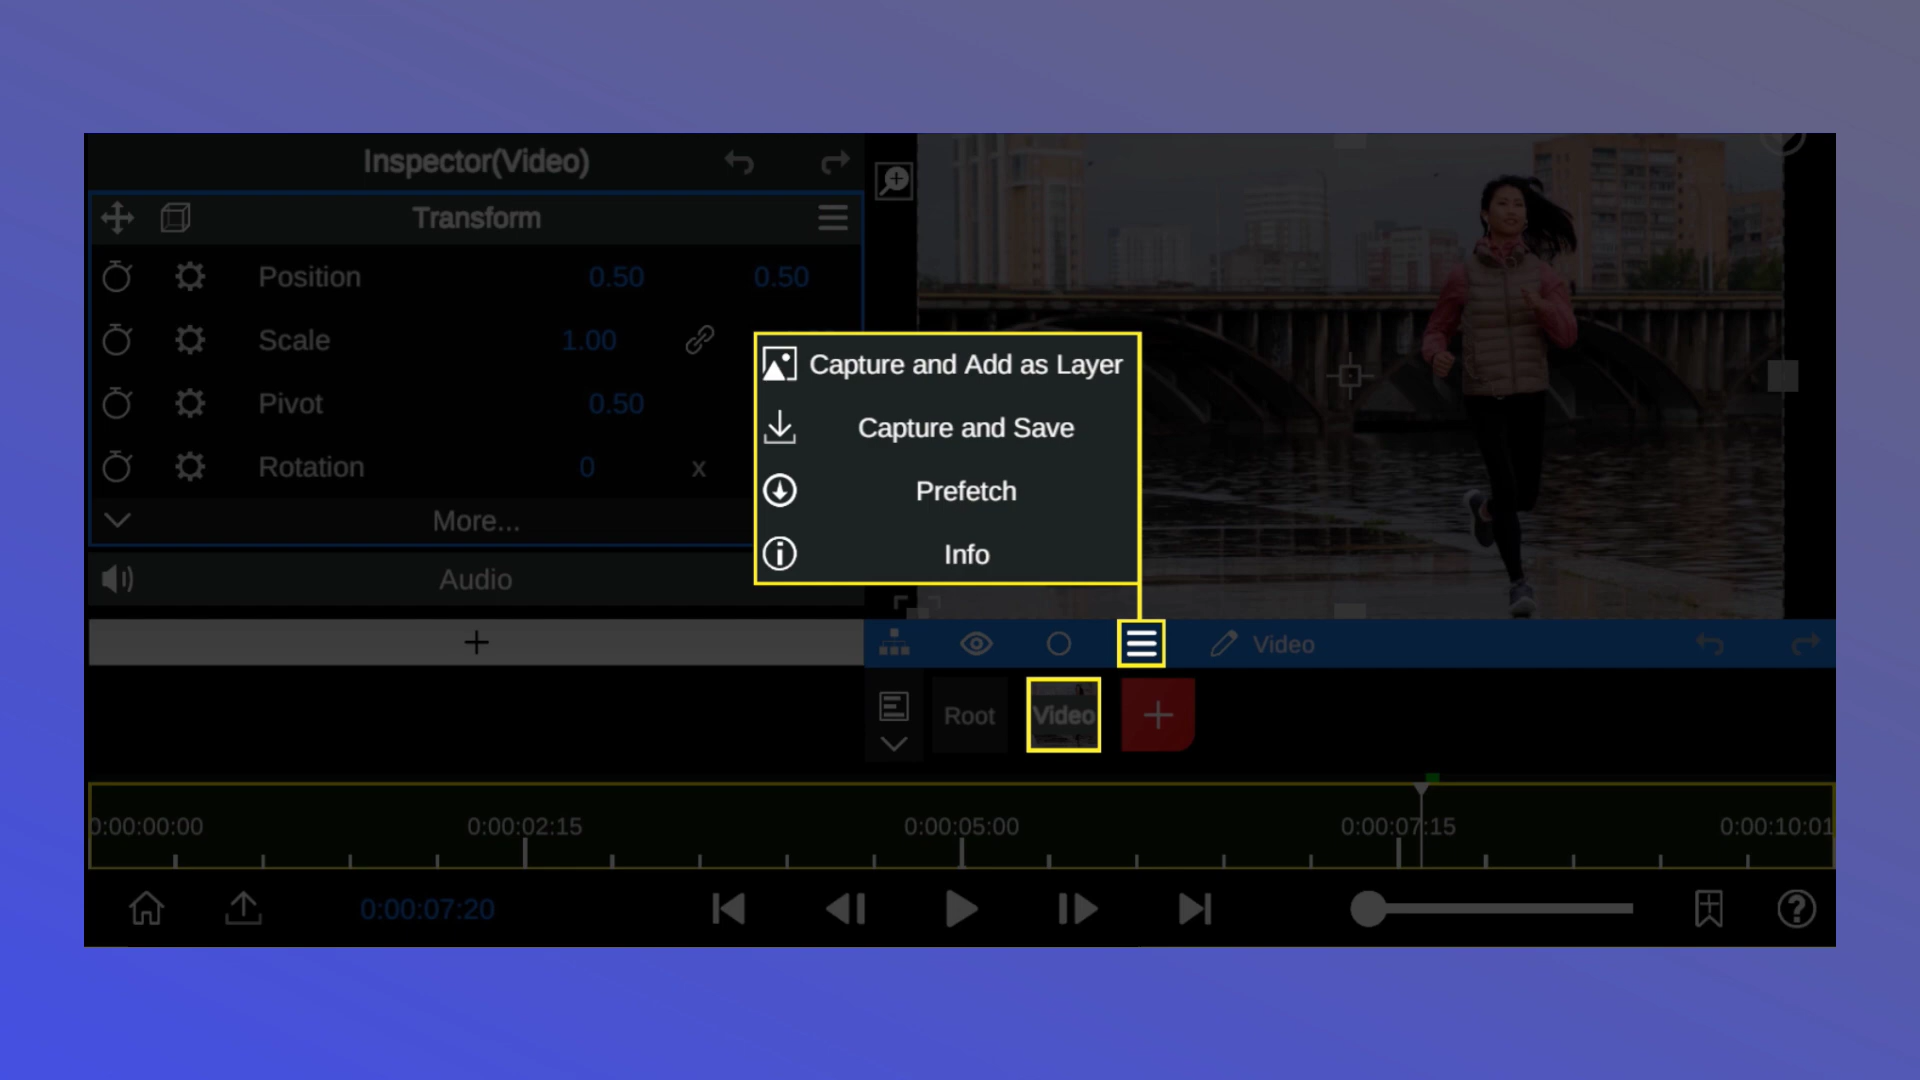 Inspector(Video)
Transform
Position 0.50 0.50
Scale 1.00
Pivot 0.50
Rotation 0 x
More...
Audio
Capture and Add as Layer
Capture and Save
Prefetch
Info
Video
Root Video
0:00:00:00 0:00:02:15 0:00:05:00 0:00:07:15 0:00:10:01
0:00:07:20